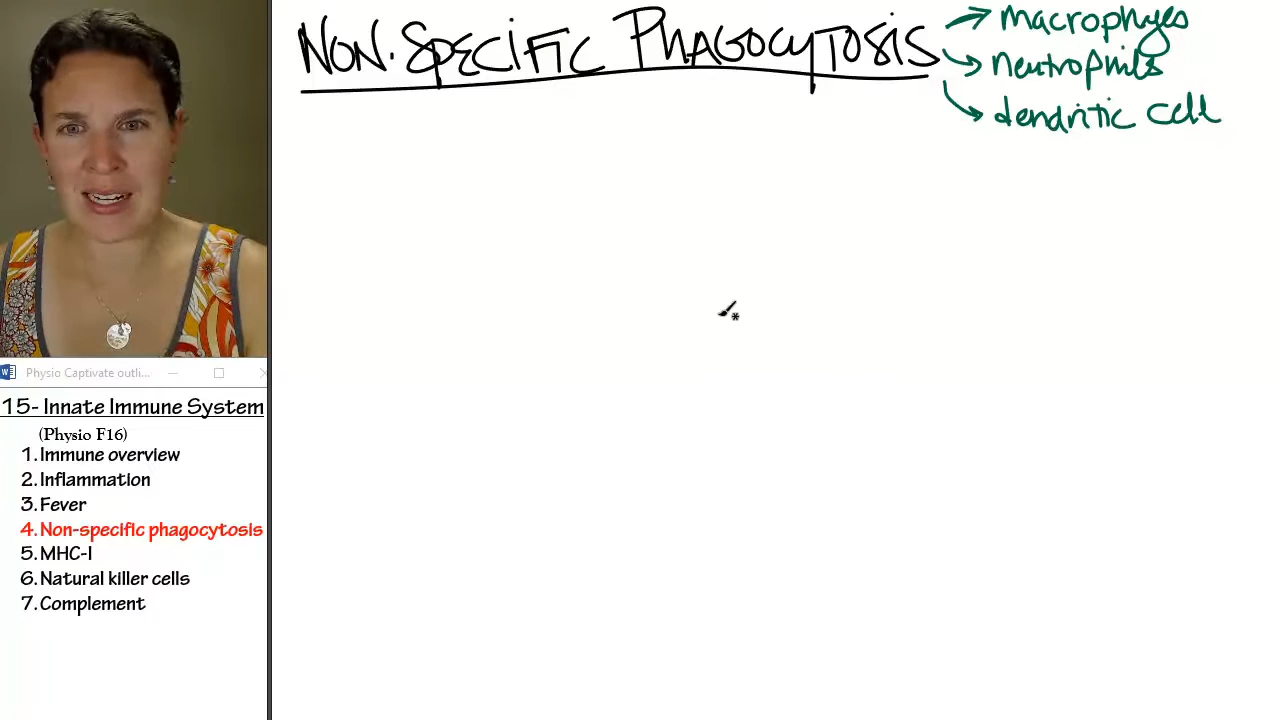 NON-SPECIFIC PHAGOCYTOSIS
macrophyes
neutrophils
dendritic cell
Physio Captivate outli...
15- Innate Immune System
(Physio F16)
1. Immune overview
2. Inflammation
3. Fever
4. Non-specific phagocytosis
5. MHC-I
6. Natural killer cells
7. Complement